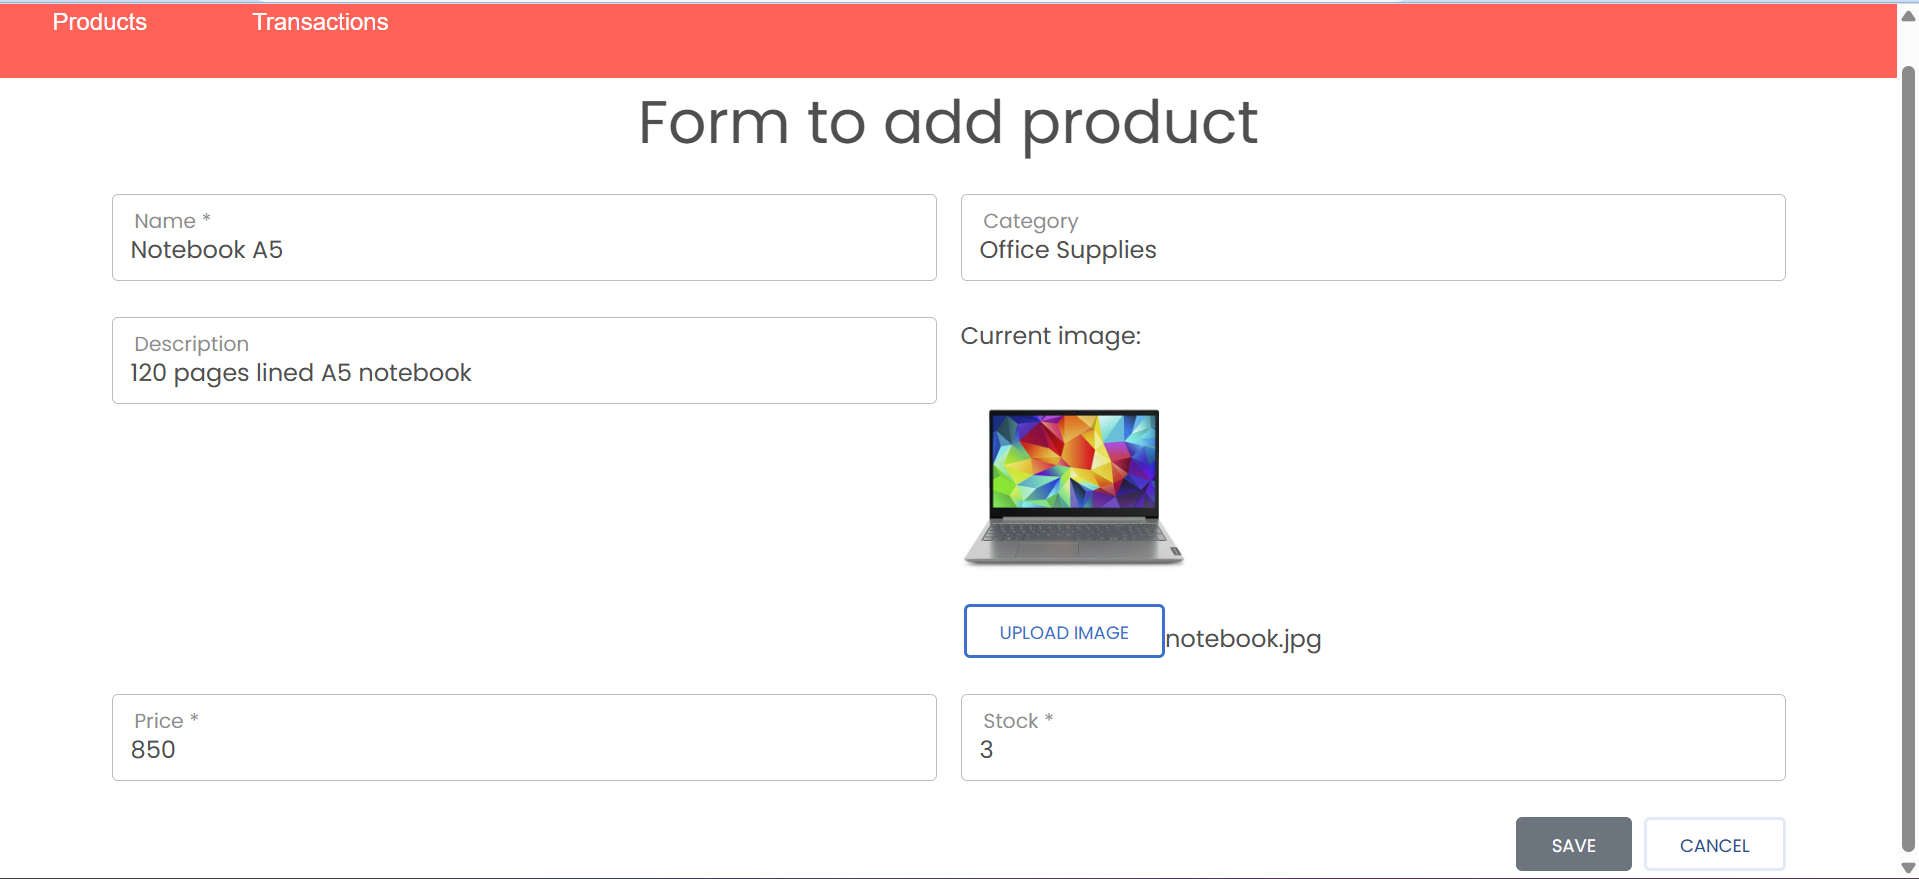 Products Transactions
Form to add product
Name *
Notebook A5
Category
Office Supplies
Description
120 pages lined A5 notebook
Current image:
UPLOAD IMAGE notebook.jpg
Price *
850
Stock *
3
SAVE CANCEL